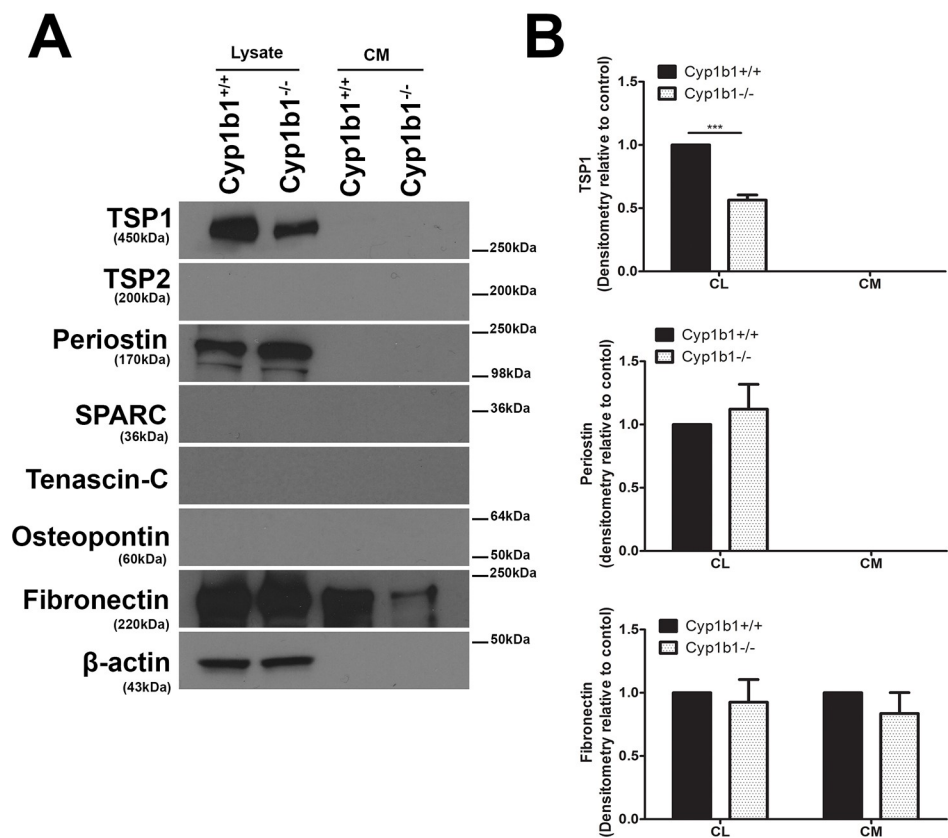 A
Lysate
CM
Cyp1b1+/+
Cyp1b1-/-
Cyp1b1+/+
Cyp1b1-/-
TSP1
(450kDa)
250kDa
TSP2
(200kDa)
200kDa
Periostin
(170kDa)
250kDa
98kDa
SPARC
(36kDa)
36kDa
Tenascin-C
Osteopontin
(60kDa)
64kDa
50kDa
Fibronectin
(220kDa)
250kDa
β-actin
(43kDa)
50kDa
B
TSP1
(Densitometry relative to control)
Cyp1b1+/+
Cyp1b1-/-
1.5
1.0
0.5
0.0
***
CL
CM
Periostin
(densitometry relative to control)
Cyp1b1+/+
Cyp1b1-/-
1.5
1.0
0.5
0.0
CL
CM
Fibronectin
(Densitometry relative to control)
Cyp1b1+/+
Cyp1b1-/-
1.5
1.0
0.5
0.0
CL
CM